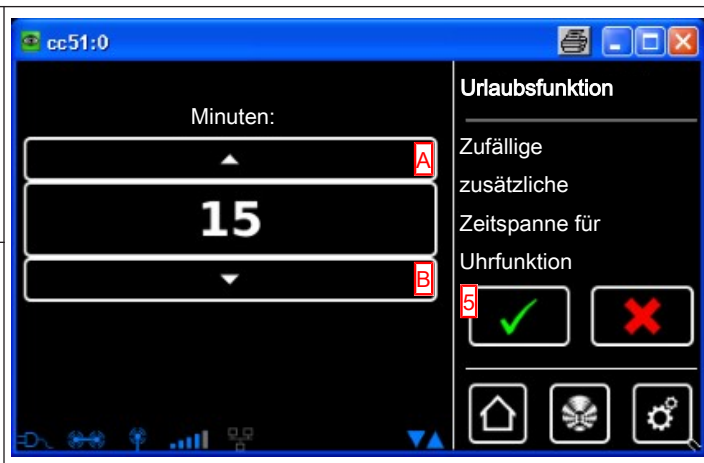 cc51:0
Minuten:
A
15
B
Urlaubsfunktion
Zufällige
zusätzliche
Zeitspanne für
Uhrfunktion
5